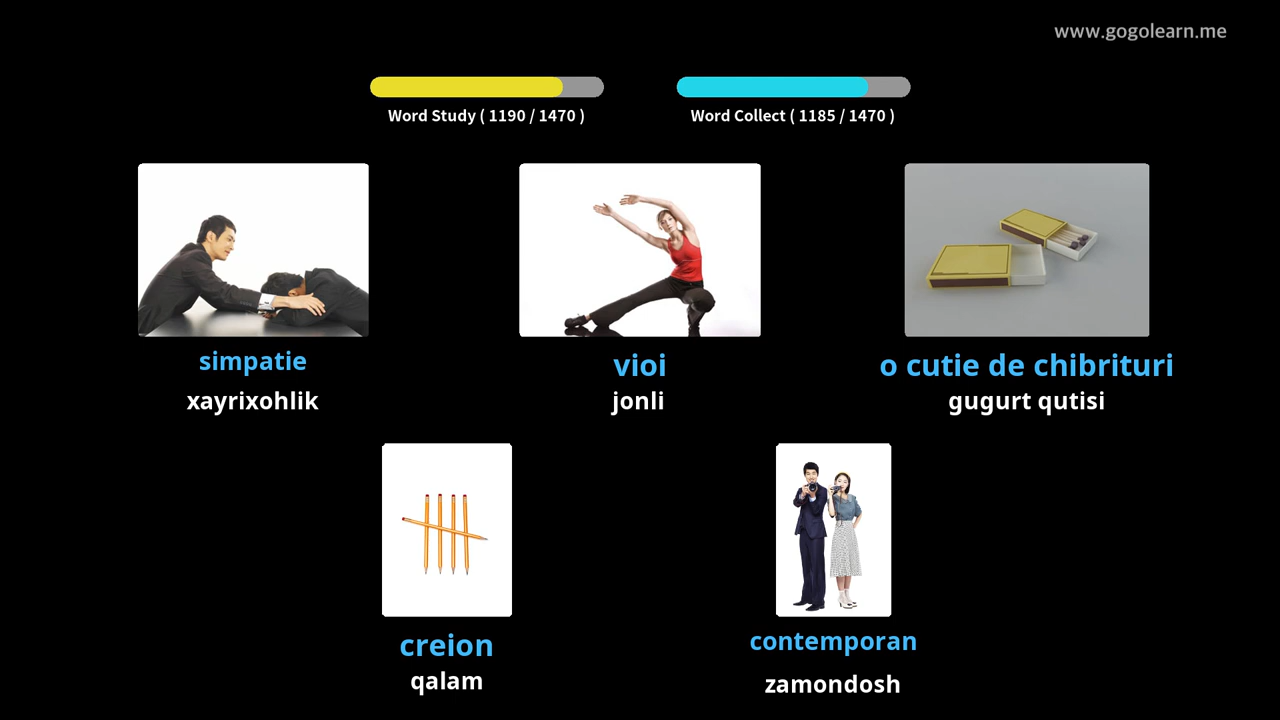 www.gogolearn.me
Word Study ( 1190 / 1470 )
Word Collect ( 1185 / 1470 )
simpatie
xayrixohlik
vioi
jonli
o cutie de chibrituri
gugurt qutisi
creion
qalam
contemporan
zamondosh